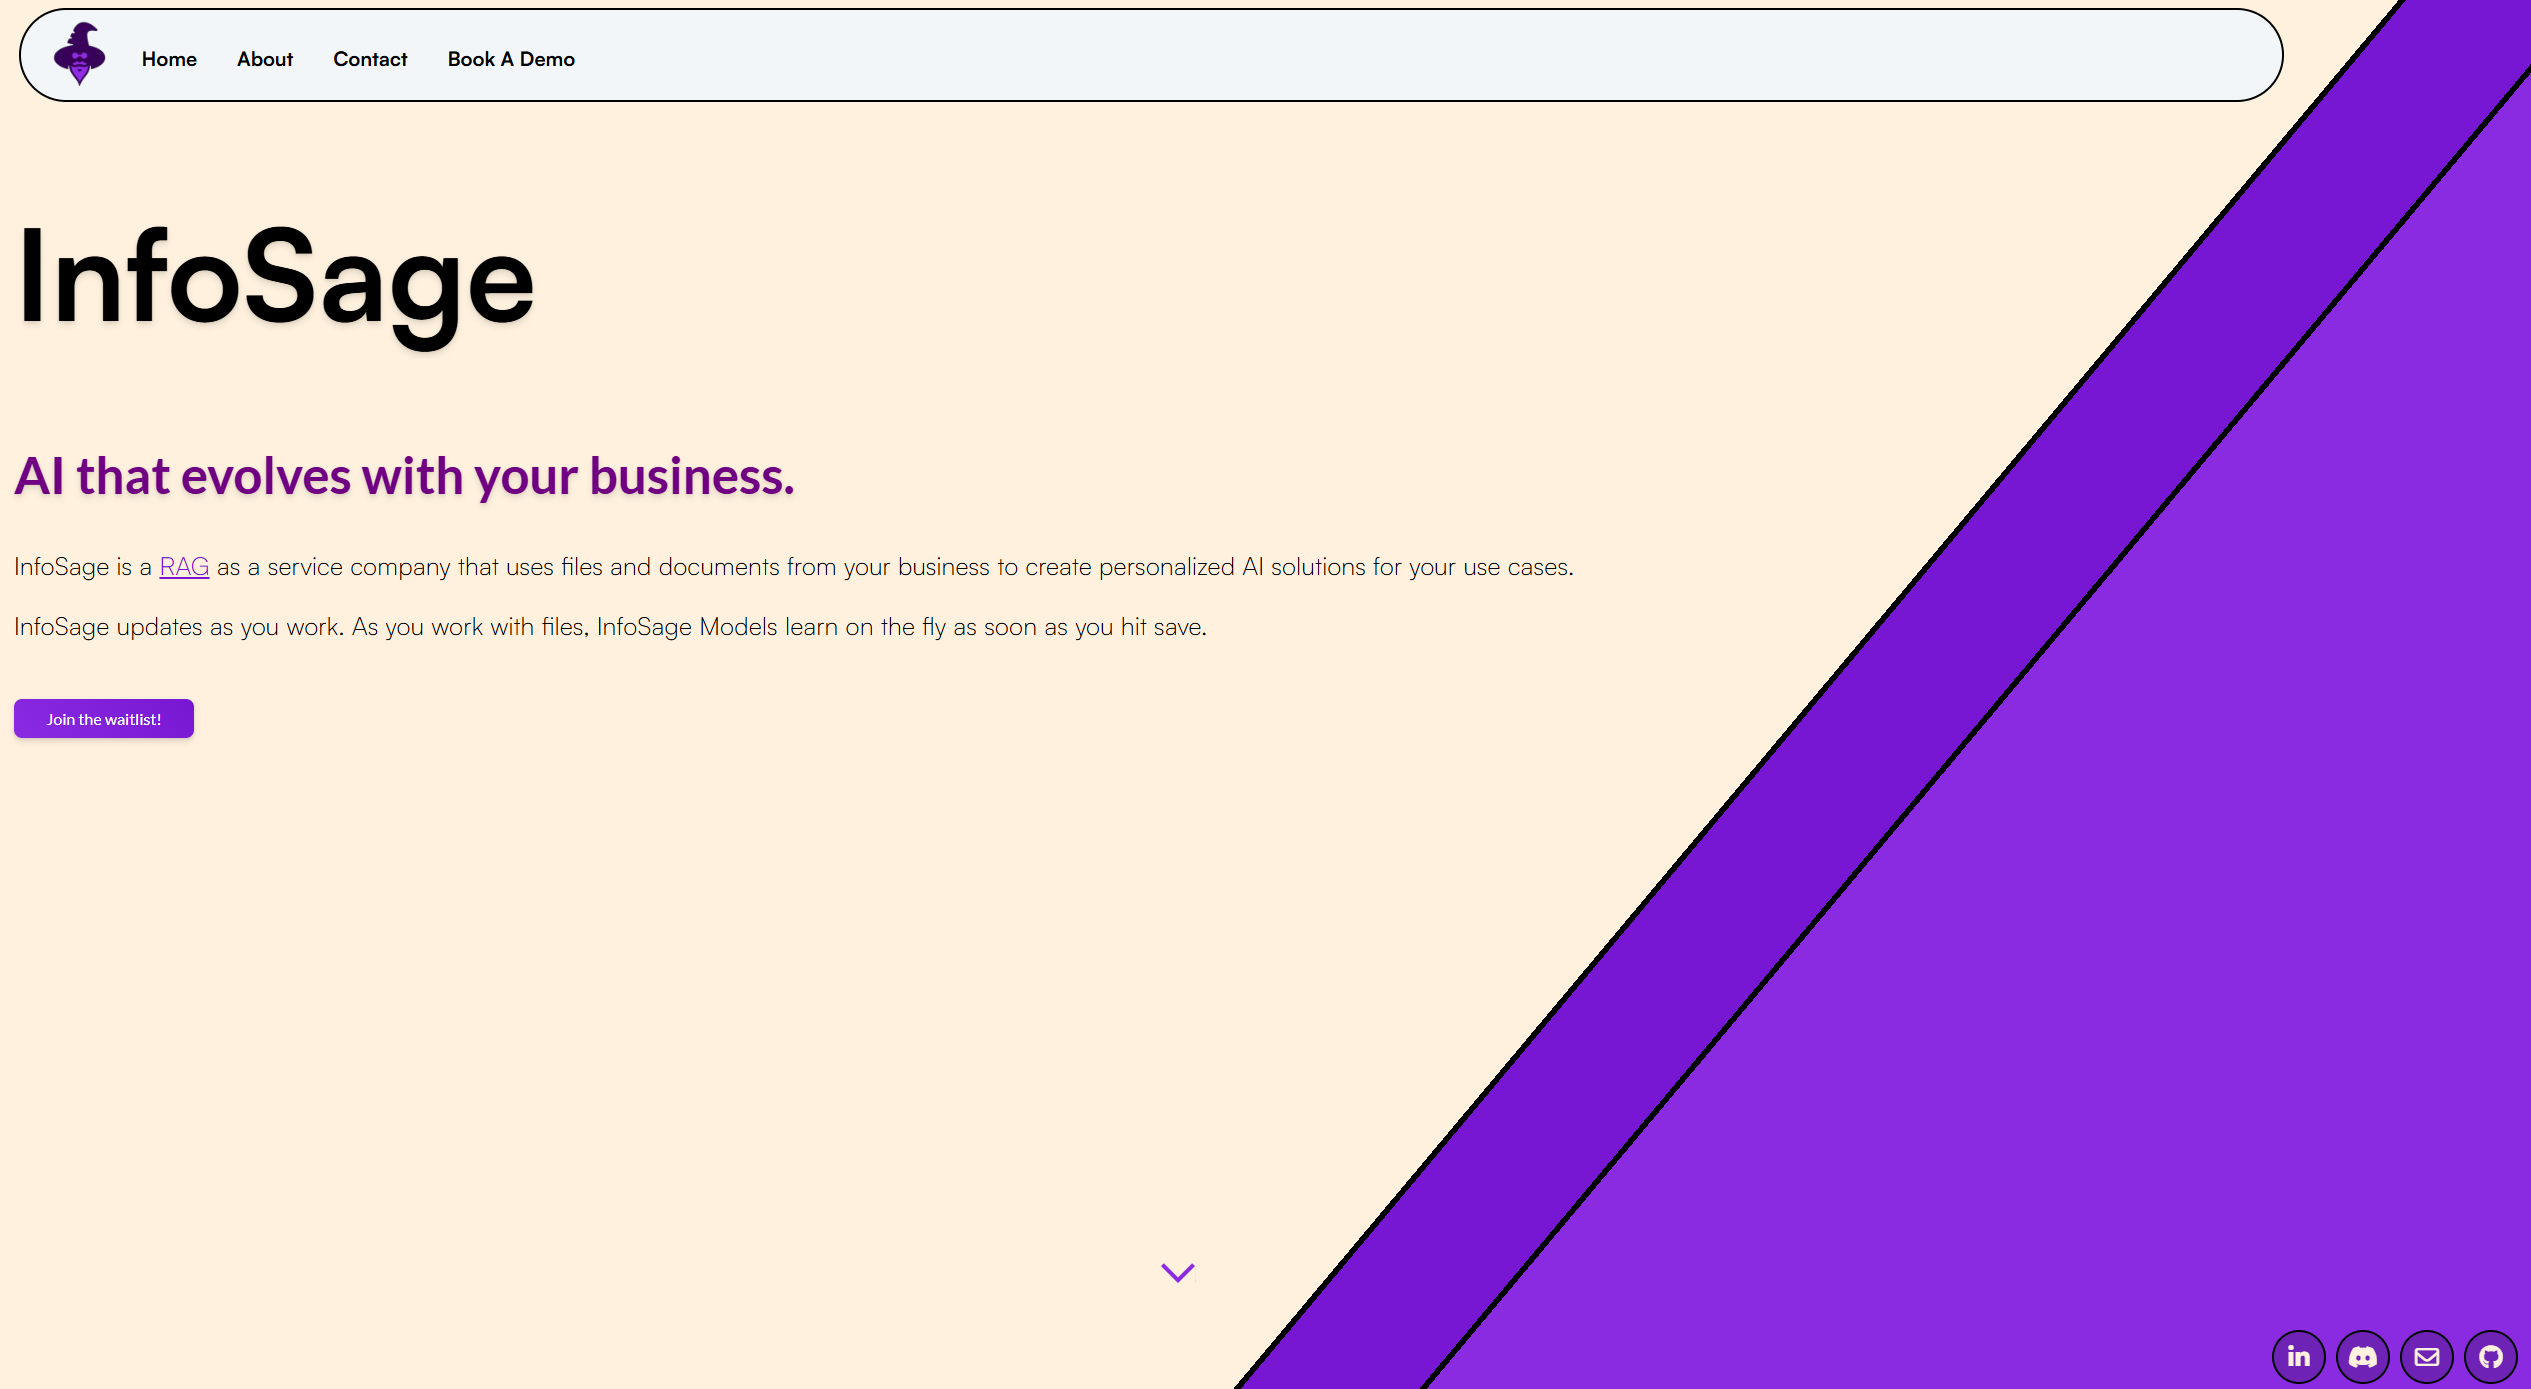 Home About Contact Book A Demo
InfoSage
AI that evolves with your business.
InfoSage is a RAG as a service company that uses files and documents from your business to create personalized AI solutions for your use cases.
InfoSage updates as you work. As you work with files, InfoSage Models learn on the fly as soon as you hit save.
Join the waitlist!
in